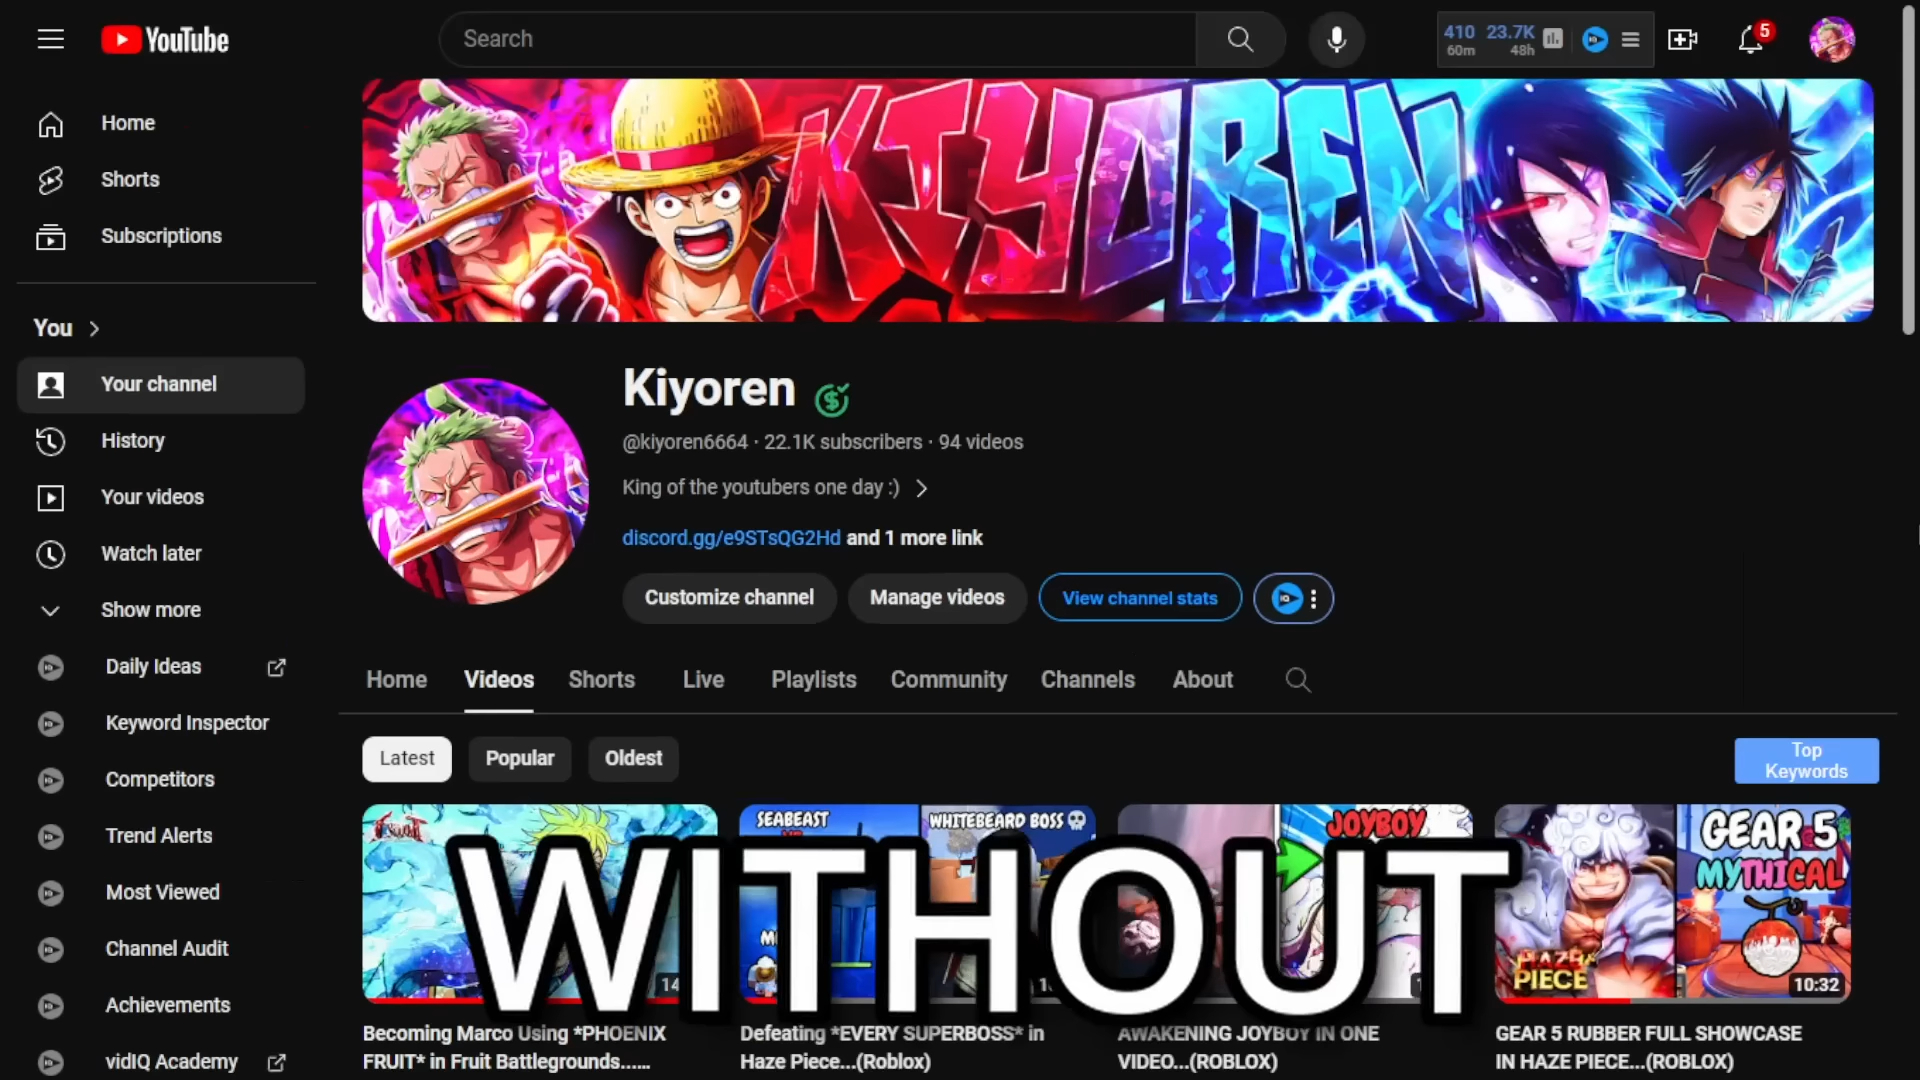 YouTube
Search
410 23.7K
60m 48h
5
Home
Shorts
Subscriptions
You
Your channel
History
Your videos
Watch later
Show more
Daily Ideas
Keyword Inspector
Competitors
Trend Alerts
Most Viewed
Channel Audit
Achievements
vidIQ Academy
KIYOREN
Kiyoren
@kiyoren6664 · 22.1K subscribers · 94 videos
King of the youtubers one day :)
discord.gg/e9STsQG2Hd and 1 more link
Customize channel
Manage videos
View channel stats
Home Videos Shorts Live Playlists Community Channels About
Latest Popular Oldest
Top
Keywords
SEABEAST
WHITEBEARD BOSS
JOYBOY
GEAR 5
MYTHICAL
HAZE
PIECE
10:32
WITHOUT
Becoming Marco Using *PHOENIX
FRUIT* in Fruit Battlegrounds......
Defeating *EVERY SUPERBOSS* in
Haze Piece...(Roblox)
AWAKENING JOYBOY IN ONE
VIDEO...(ROBLOX)
GEAR 5 RUBBER FULL SHOWCASE
IN HAZE PIECE...(ROBLOX)